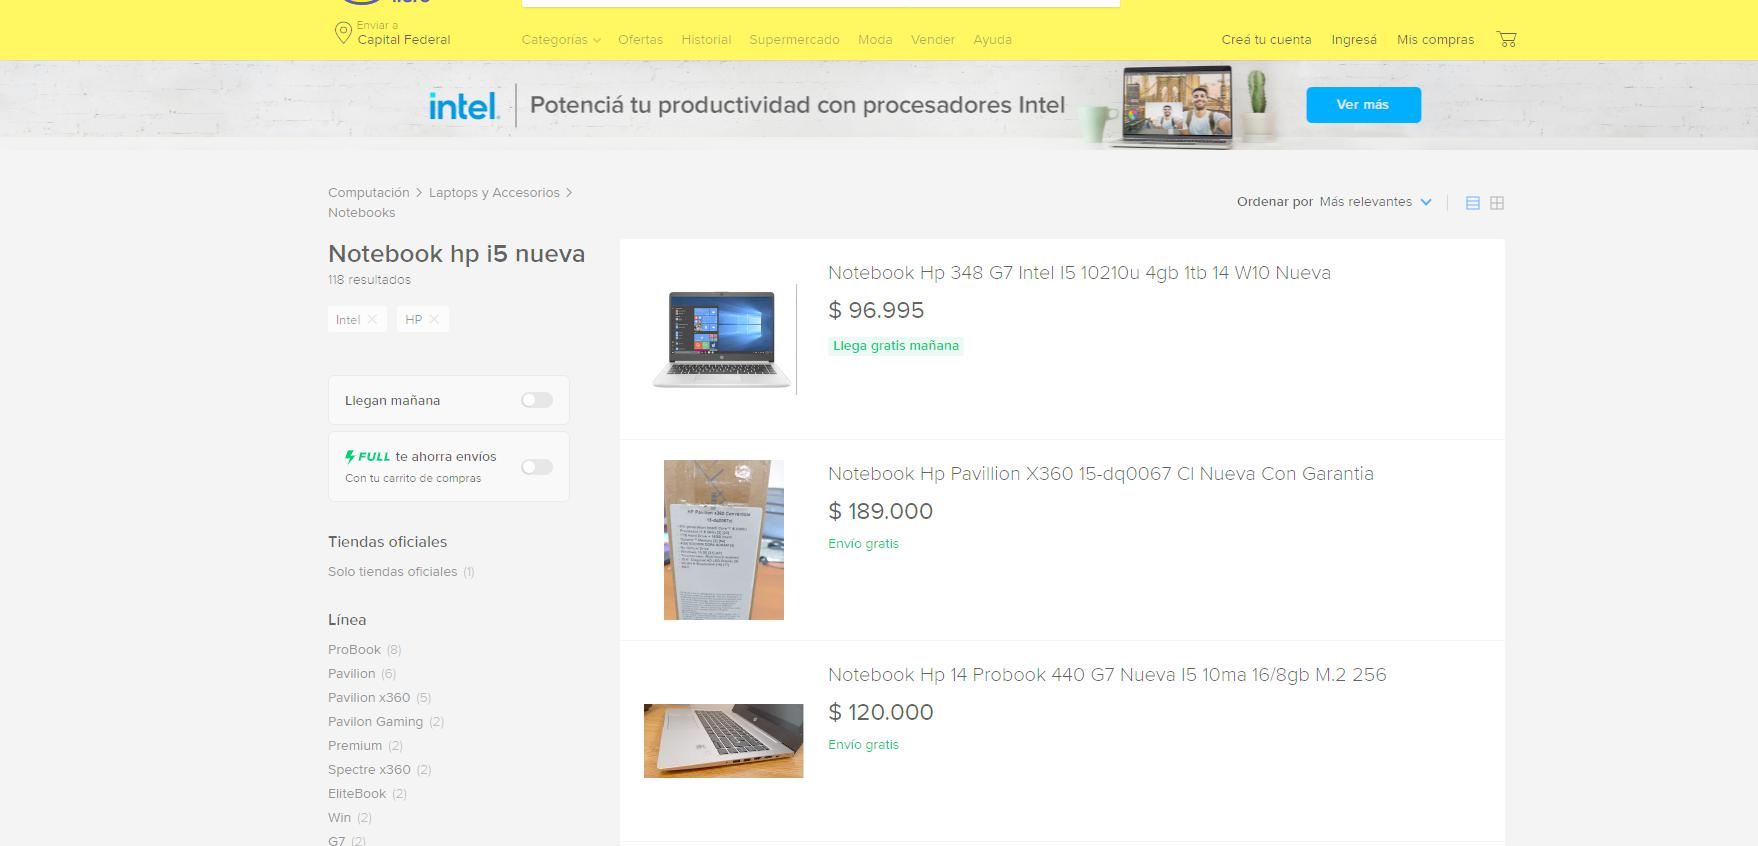 Enviar a
Capital Federal
Categorías
Ofertas
Historial
Supermercado
Moda
Vender
Ayuda
Creá tu cuenta
Ingresá
Mis compras
intel.
Potenciá tu productividad con procesadores Intel
Ver más
Computación > Laptops y Accesorios >
Notebooks
Ordenar por Más relevantes
Notebook hp i5 nueva
118 resultados
Intel
HP
Llegan mañana
FULL te ahorra envíos
Con tu carrito de compras
Tiendas oficiales
Solo tiendas oficiales (1)
Línea
ProBook (8)
Pavilion (6)
Pavilion x360 (5)
Pavilon Gaming (2)
Premium (2)
Spectre x360 (2)
EliteBook (2)
Win (2)
G7 (2)
Notebook Hp 348 G7 Intel I5 10210u 4gb 1tb 14 W10 Nueva
$ 96.995
Llega gratis mañana
Notebook Hp Pavillion X360 15-dq0067 Cl Nueva Con Garantia
$ 189.000
Envío gratis
HP Pavilion x360 Convertible
15-dq0067cl
Notebook Hp 14 Probook 440 G7 Nueva I5 10ma 16/8gb M.2 256
$ 120.000
Envío gratis